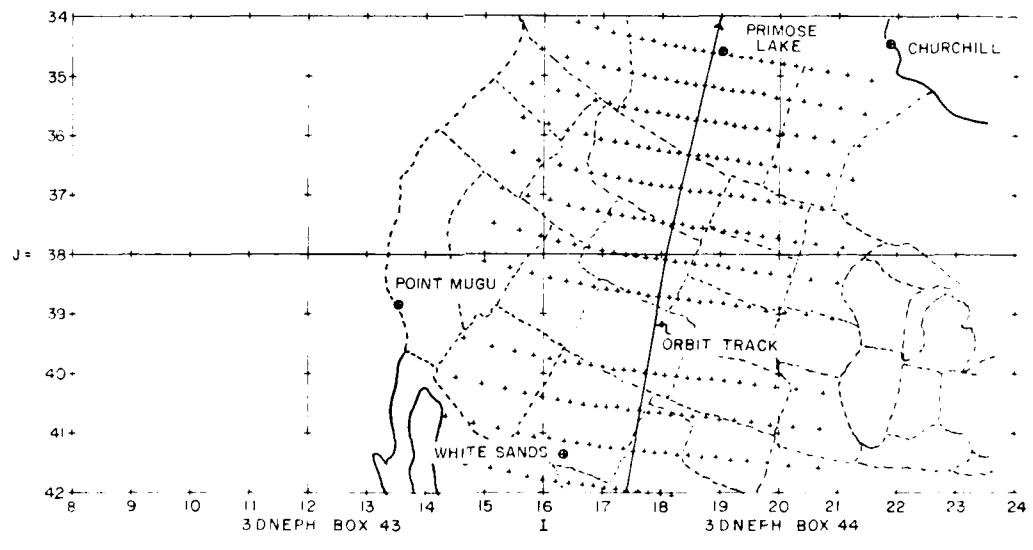 34
PRIMOSE
LAKE
CHURCHILL
35
36
37
J= 38
POINT MUGU
39
ORBIT TRACK
40
41
WHITE SANDS
42
8 9 10 11 12 13 14 15 16 17 18 19 20 21 22 23 24
3DNEPH BOX 43 I 3DNEPH BOX 44